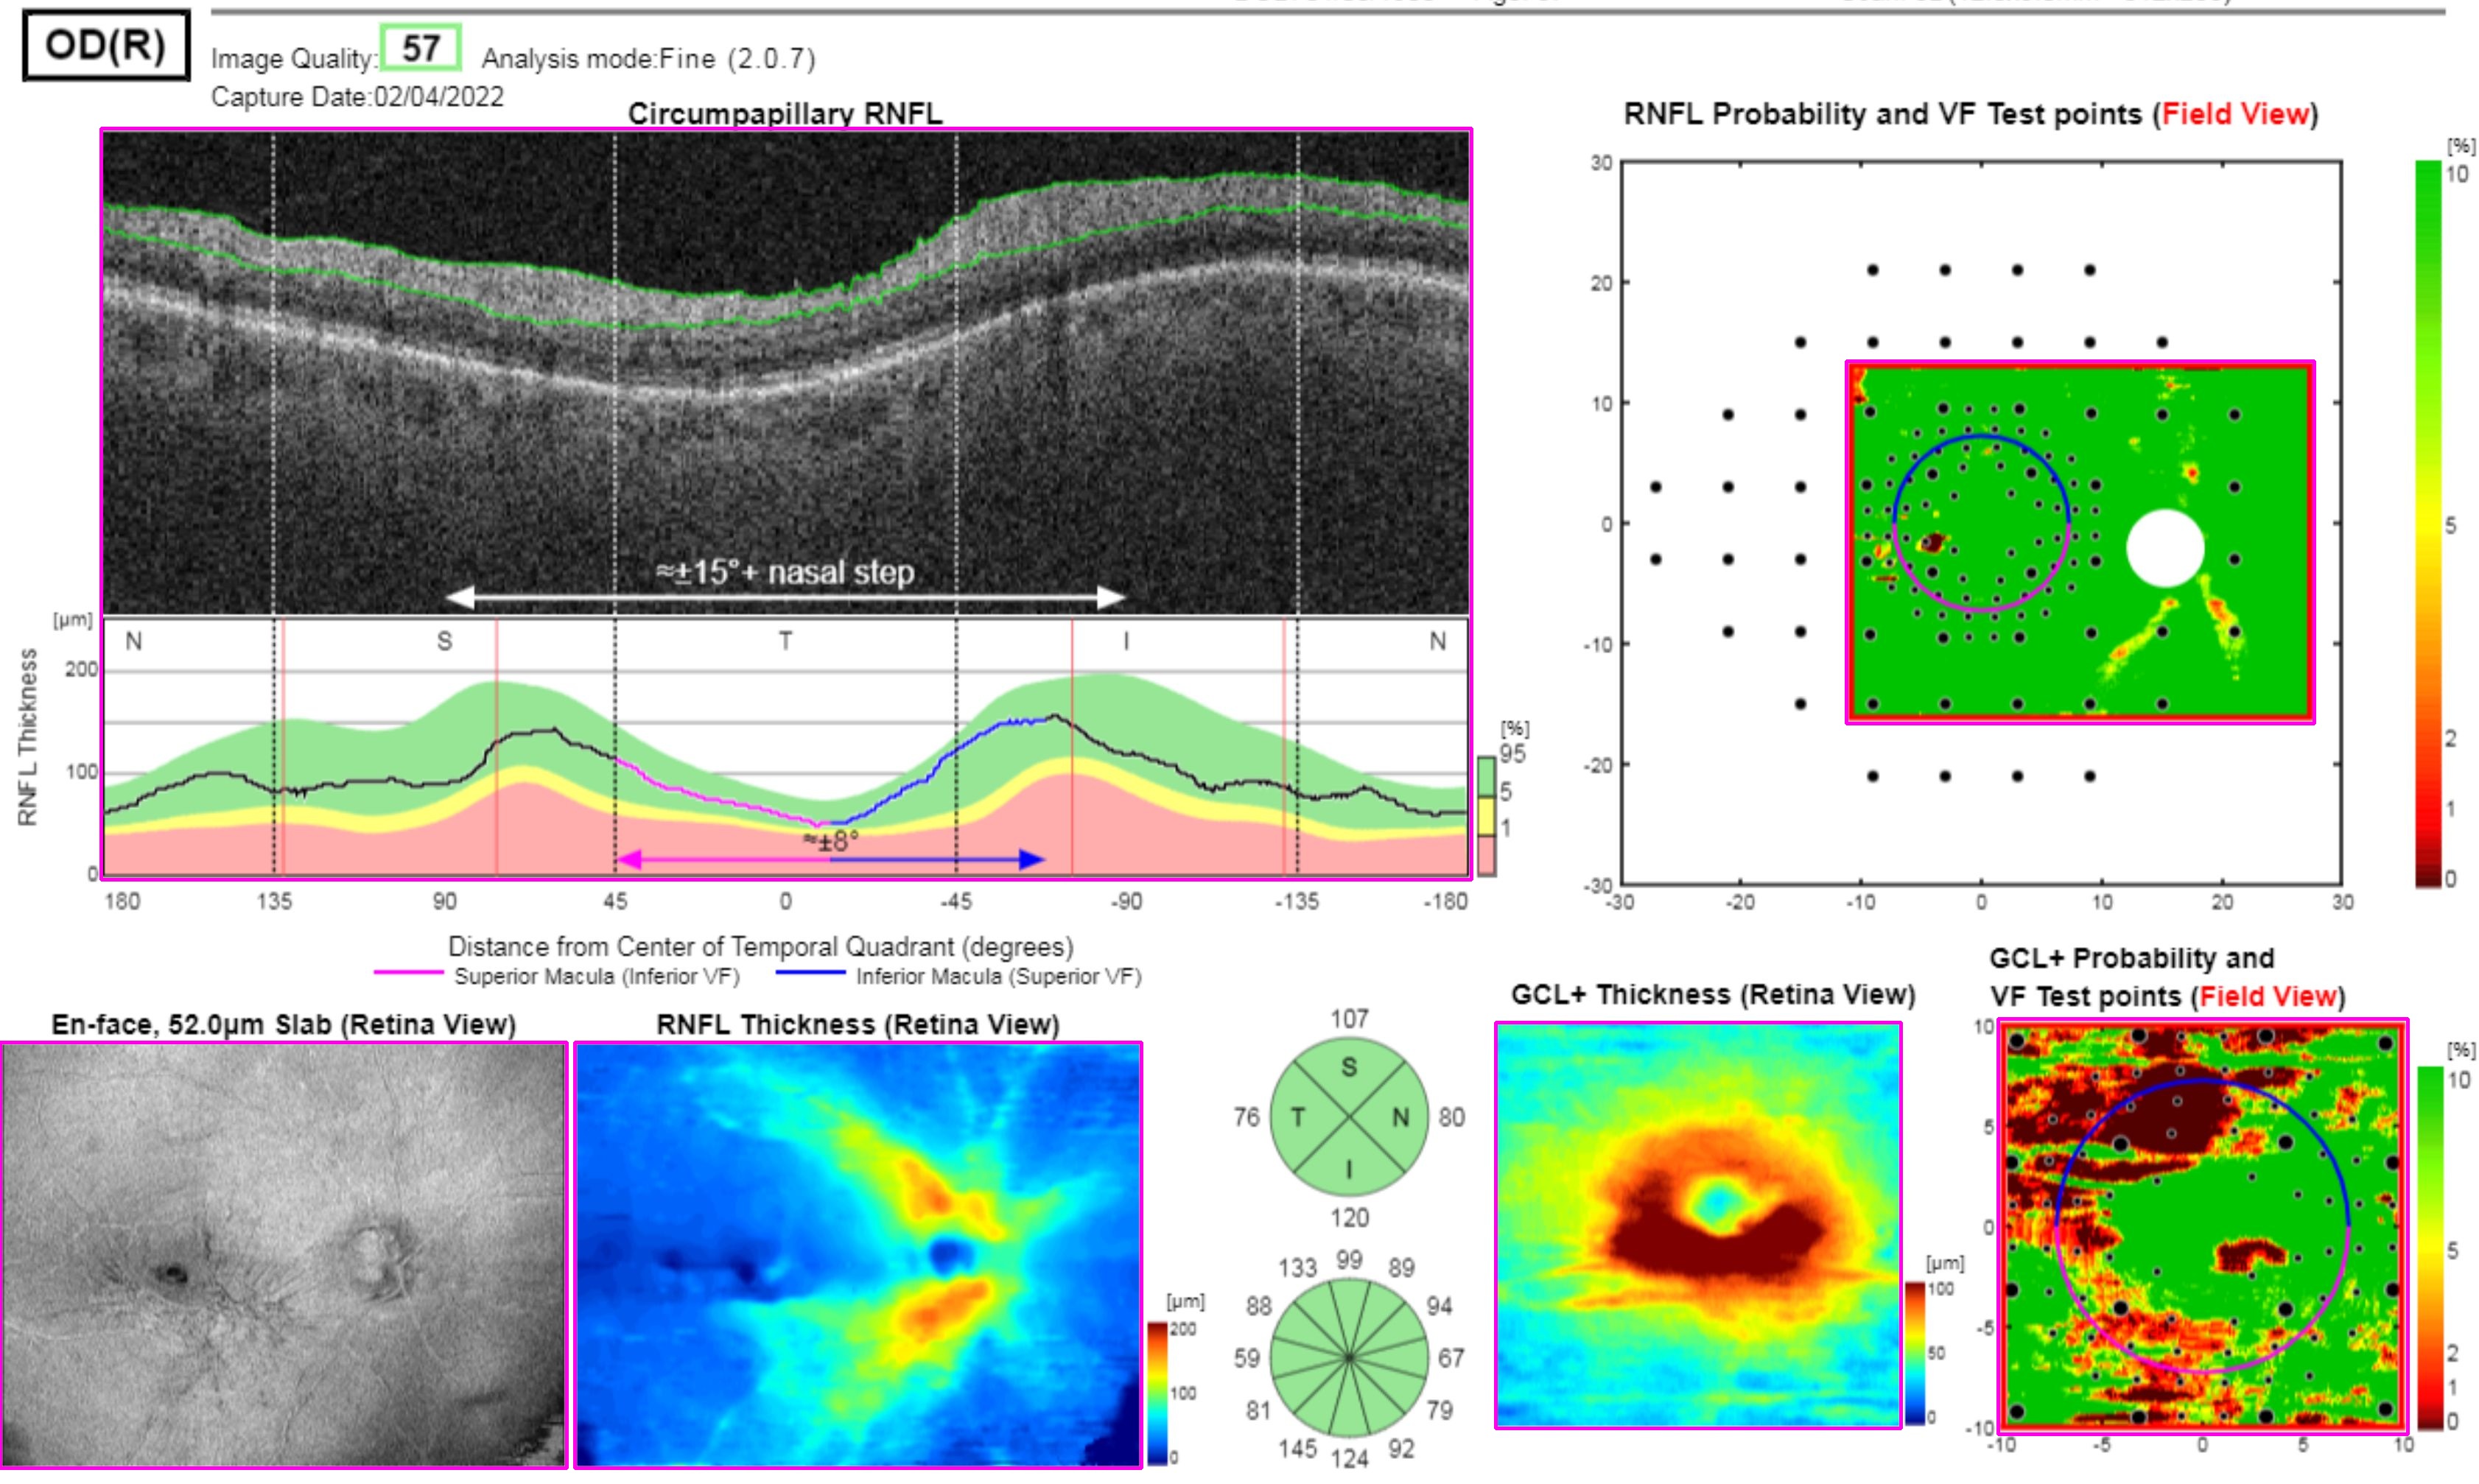 OD(R)
Image Quality: 57 Analysis mode:Fine (2.0.7)
Capture Date:02/04/2022
Circumpapillary RNFL
≈±15°+ nasal step
[µm]
N S T I N
200
100
0
RNFL Thickness
≈±8°
[%]
95
5
1
180 135 90 45 0 -45 -90 -135 -180
Distance from Center of Temporal Quadrant (degrees)
Superior Macula (Inferior VF) Inferior Macula (Superior VF)
RNFL Probability and VF Test points (Field View)
30
20
10
0
-10
-20
-30
-30 -20 -10 0 10 20 30
[%]
10
5
2
1
0
En-face, 52.0µm Slab (Retina View)
RNFL Thickness (Retina View)
[µm]
200
100
0
107
S
76 T N 80
I
120
133 99 89
88 94
59 67
81 79
145 124 92
GCL+ Thickness (Retina View)
[µm]
100
50
0
GCL+ Probability and
VF Test points (Field View)
10
5
0
-5
-10
-10 -5 0 5 10
[%]
10
5
2
1
0